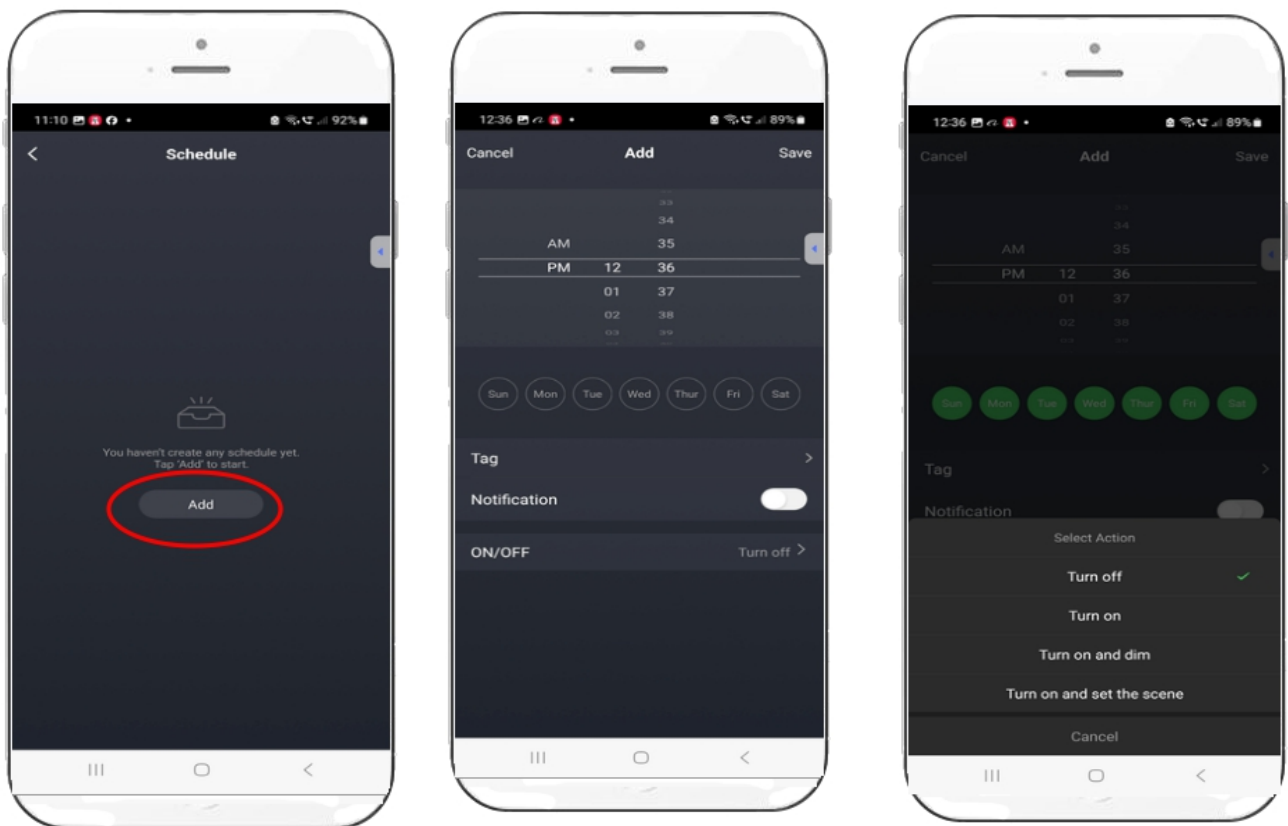 11:10
92%
Schedule
You haven't create any schedule yet.
Tap 'Add' to start.
Add
12:36
89%
Cancel Add Save
33
34
AM 35
PM 12 36
01 37
02 38
03 39
Sun Mon Tue Wed Thur Fri Sat
Tag
Notification
ON/OFF Turn off
12:36
89%
Cancel Add Save
33
34
AM 35
PM 12 36
01 37
02 38
Sun Mon Tue Wed Thur Fri Sat
Tag
Notification
Select Action
Turn off
Turn on
Turn on and dim
Turn on and set the scene
Cancel